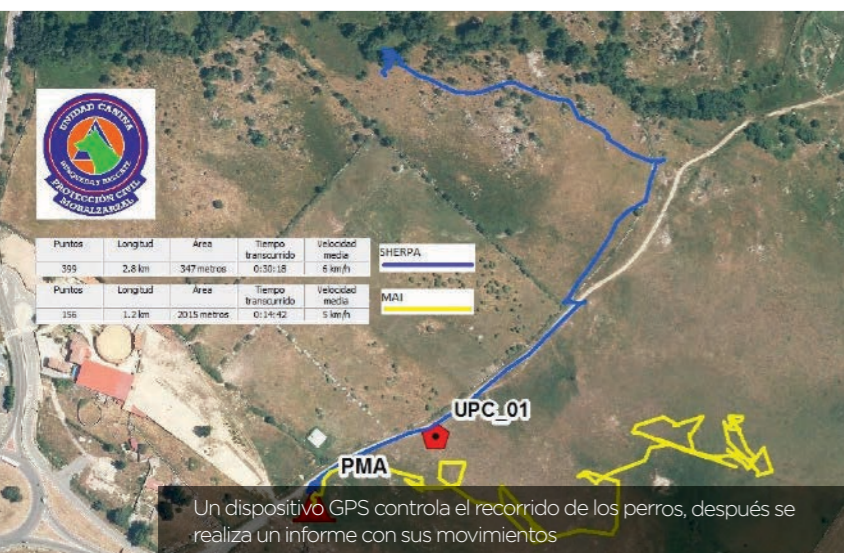 UNIDAD CANINA
BÚSQUEDA Y RESCATE
PROTECCIÓN CIVIL
MORALZARZAL
Puntos Longitud Área Tiempo transcurrido Velocidad media
399 2.8 km 347 metros 0:30:18 6 km/h
SHERPA
Puntos Longitud Area Tiempo transcurrido Velocidad media
156 1.2 km 2015 metros 0:14:42 5 km/h
MAI
UPC_01
PMA
Un dispositivo GPS controla el recorrido de los perros, después se
realiza un informe con sus movimientos